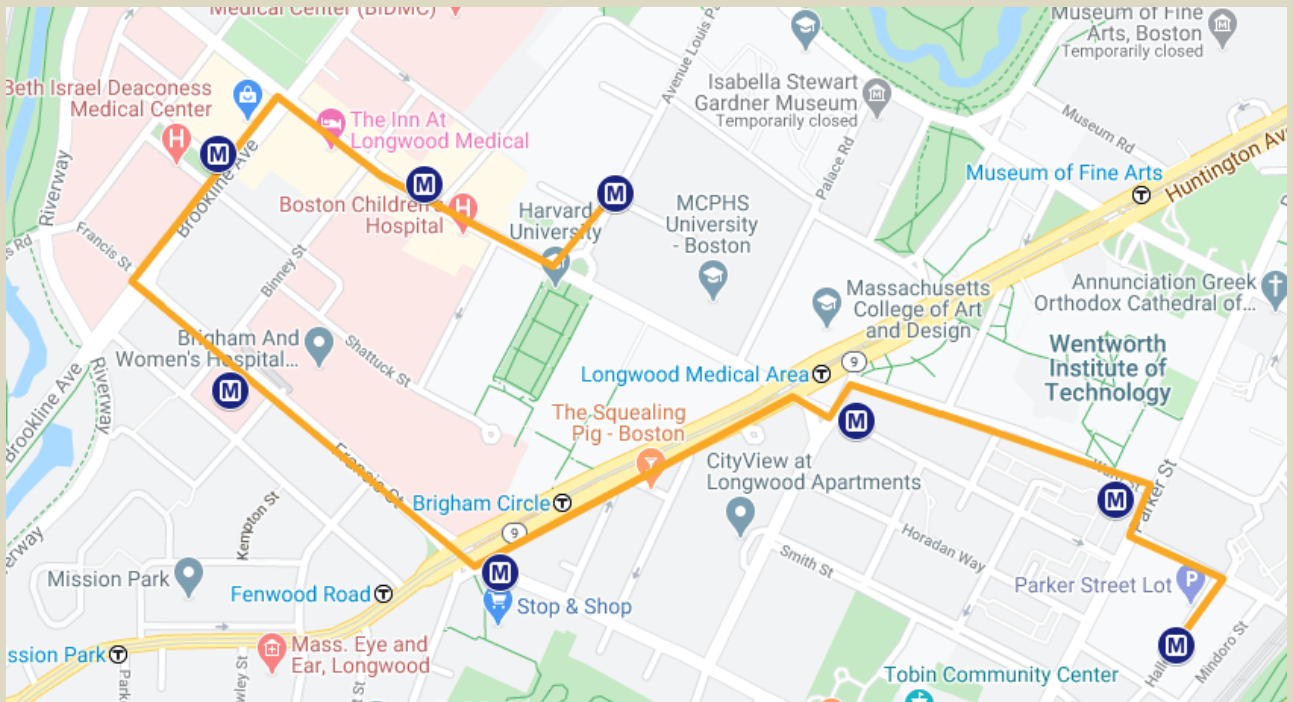 Medical Center (BIDMC)
Avenue Louis
Museum of Fine
Arts, Boston
Temporarily closed
Beth Israel Deaconess
Medical Center
H
M
The Inn At
Longwood Medical
Isabella Stewart
Gardner Museum
Temporarily closed
Museum Rd
Riverway
Brookline Ave
M
Boston Children's
Hospital
H
Harvard
University
M
MCPHS
University
- Boston
Palace Rd
Museum of Fine Arts
T
Huntington Av
Francis St
Binney St
Massachusetts
College of Art
and Design
Annunciation Greek
Orthodox Cathedral of...
Brigham And
Women's Hospital...
Shattuck St
M
Longwood Medical Area
T
9
Wentworth
Institute of
Technology
Brookline Ave
Riverway
The Squealing
Pig - Boston
M
CityView at
Longwood Apartments
Francis St
Brigham Circle
T
9
M
Parker St
Kempton St
Horadan Way
Smith St
Mission Park
Fenwood Road
T
M
Stop & Shop
Parker Street Lot
P
M
Mindoro St
ssion Park
T
Mass. Eye and
Ear, Longwood
Tobin Community Center